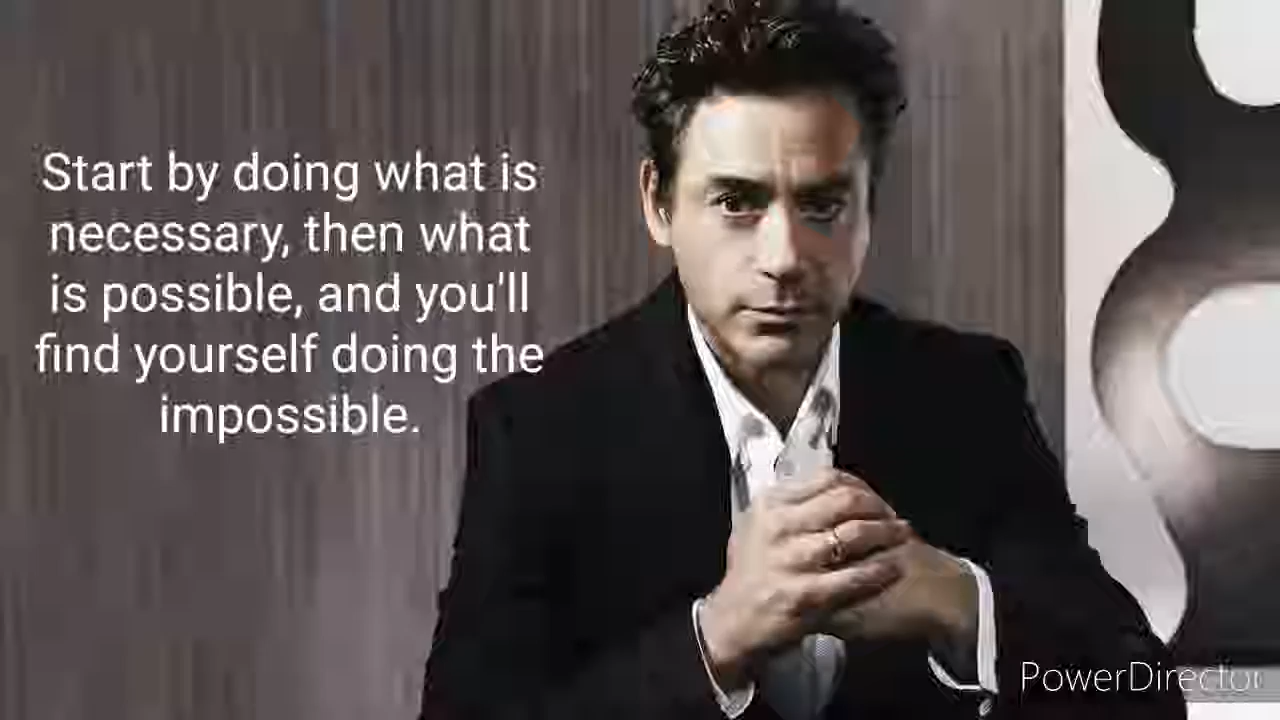 Start by doing what is
necessary, then what
is possible, and you'll
find yourself doing the
impossible.
PowerDirector